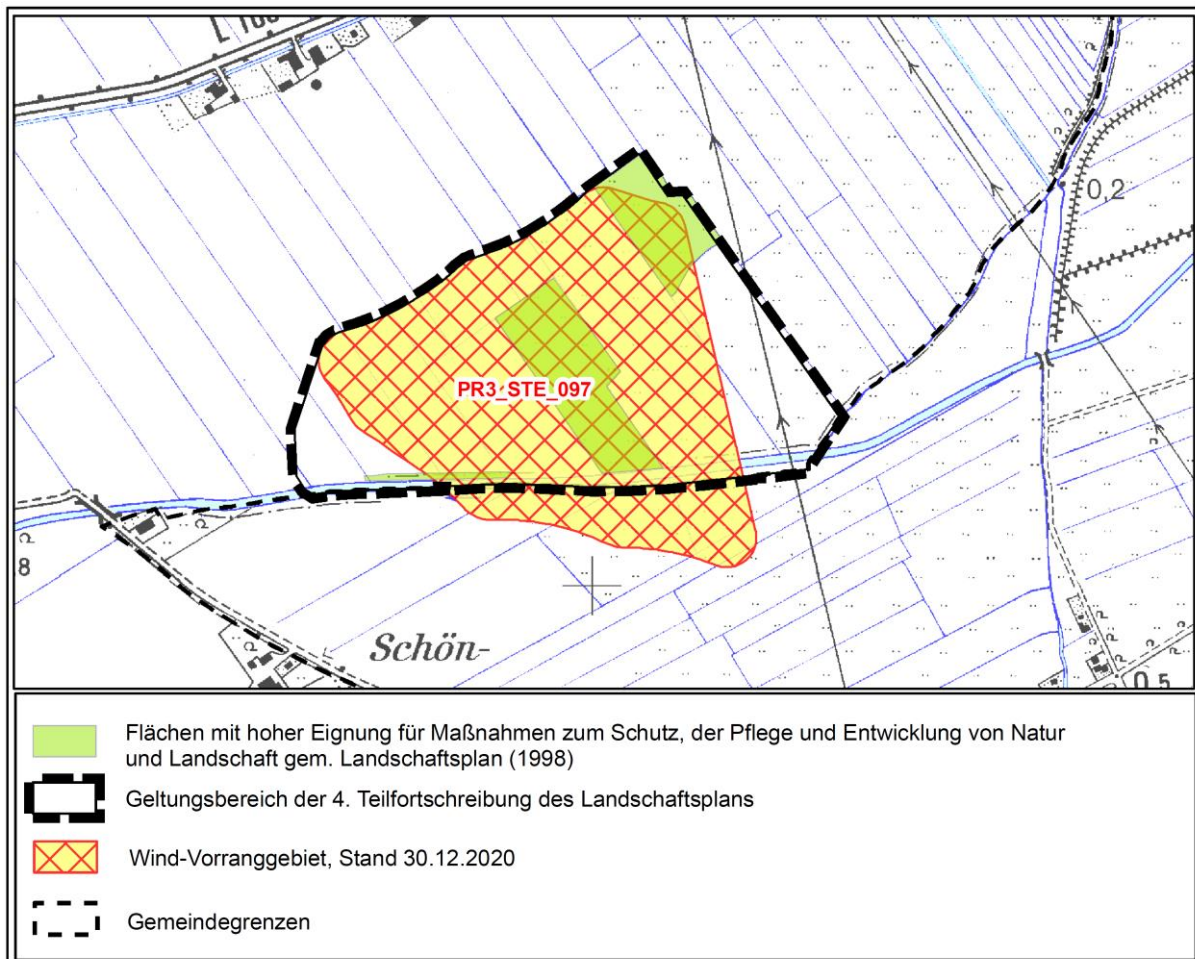 0,2
PR3_STE_097
8
Schön-
0,5
Flächen mit hoher Eignung für Maßnahmen zum Schutz, der Pflege und Entwicklung von Natur
und Landschaft gem. Landschaftsplan (1998)
Geltungsbereich der 4. Teilfortschreibung des Landschaftsplans
Wind-Vorranggebiet, Stand 30.12.2020
Gemeindegrenzen